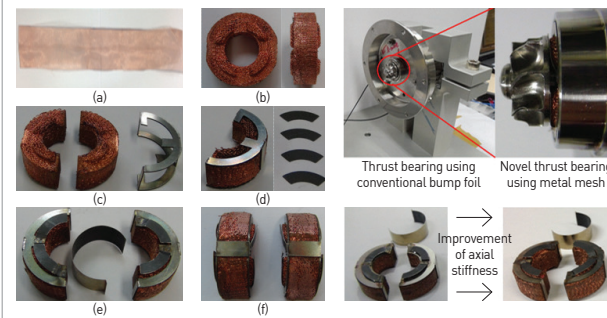 (a)
(b)
(c)
(d)
Thrust bearing using
conventional bump foil
Novel thrust bearing
using metal mesh
(e)
(f)
Improvement
of axial
stiffness